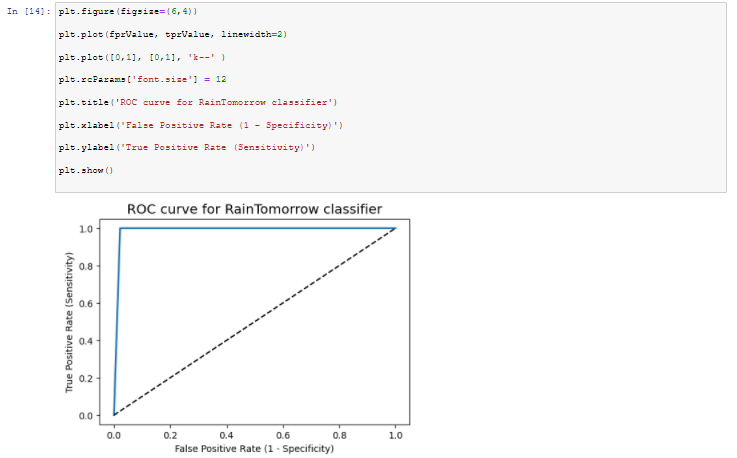 In [14]: plt.figure(figsize=(6,4))
plt.plot(fprValue, tprValue, linewidth=2)
plt.plot([0,1], [0,1], 'k--' )
plt.rcParams['font.size'] = 12
plt.title('ROC curve for RainTomorrow classifier')
plt.xlabel('False Positive Rate (1 - Specificity)')
plt.ylabel('True Positive Rate (Sensitivity)')
plt.show()
ROC curve for RainTomorrow classifier
True Positive Rate (Sensitivity)
1.0
0.8
0.6
0.4
0.2
0.0
0.0 0.2 0.4 0.6 0.8 1.0
False Positive Rate (1 - Specificity)